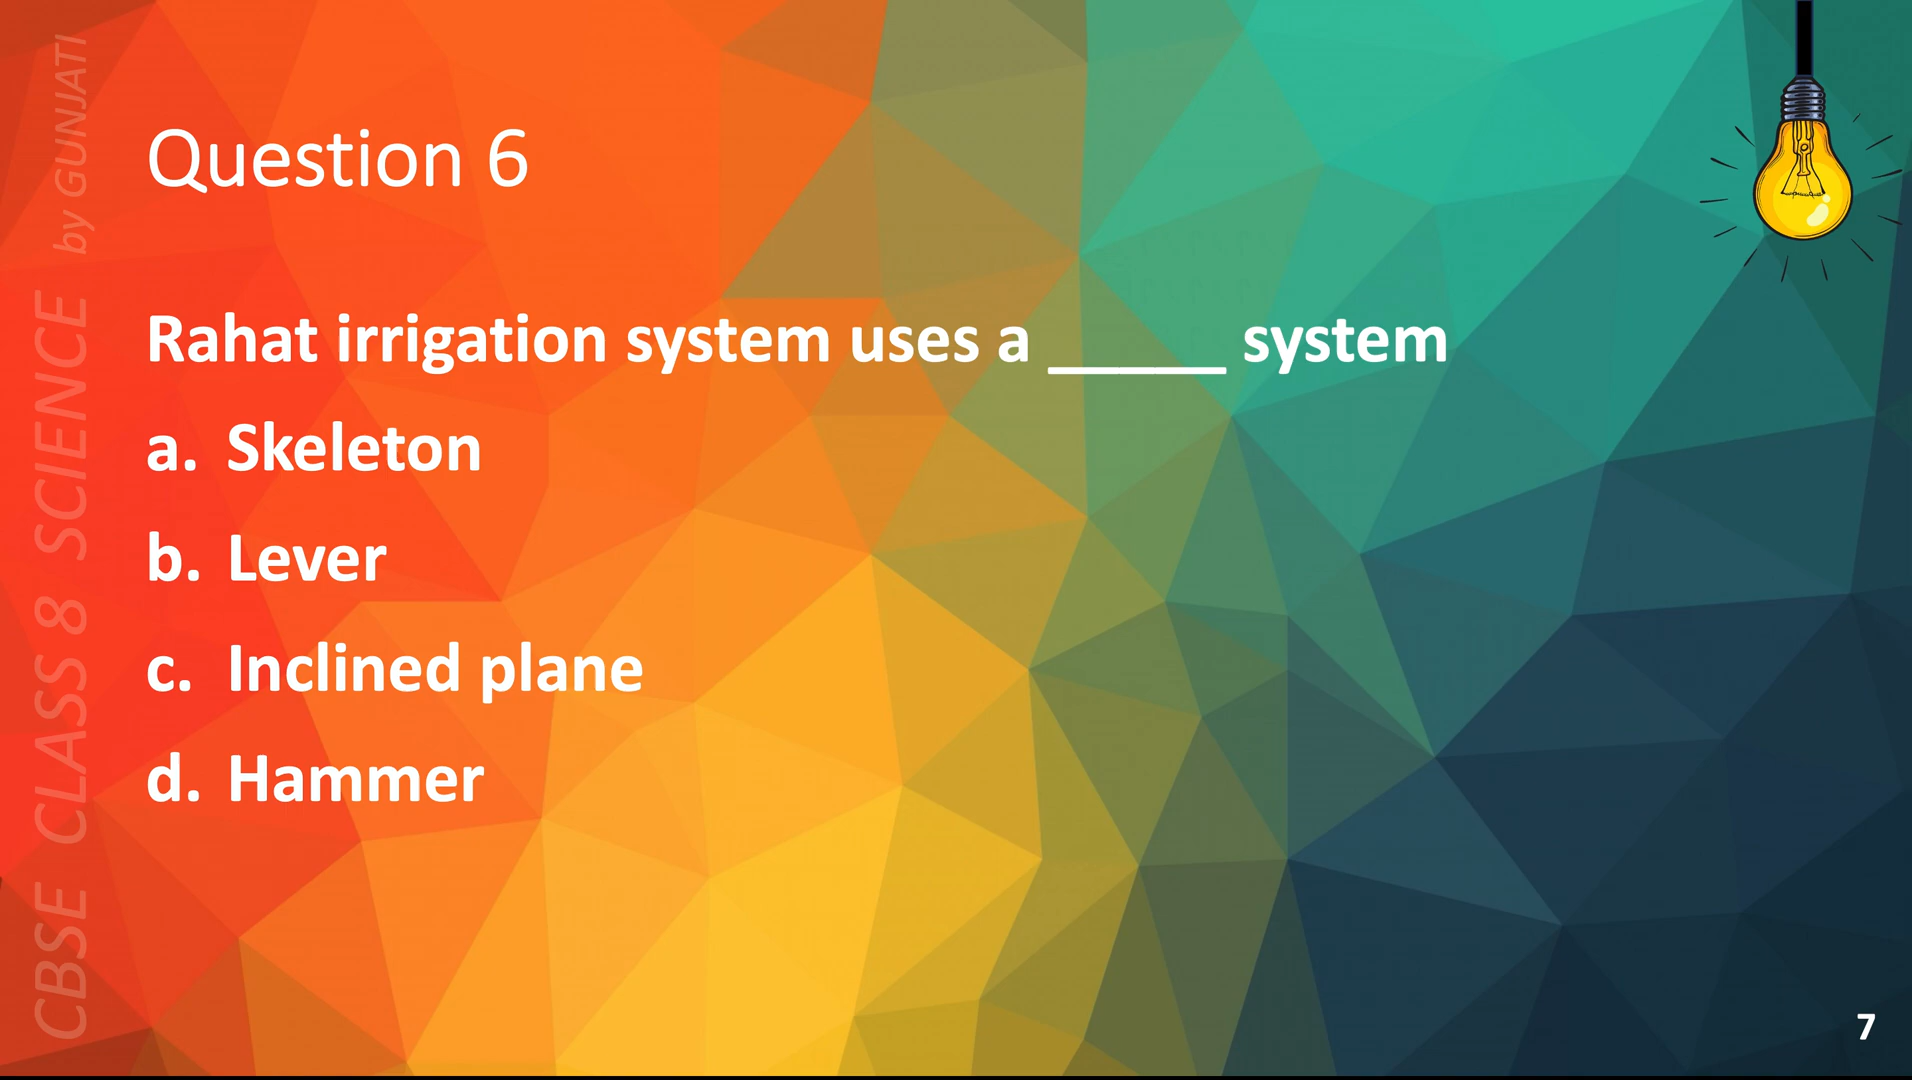 CBSE CLASS 8 SCIENCE by GUNJATI
Question 6
Rahat irrigation system uses a _____ system
a. Skeleton
b. Lever
c. Inclined plane
d. Hammer
7